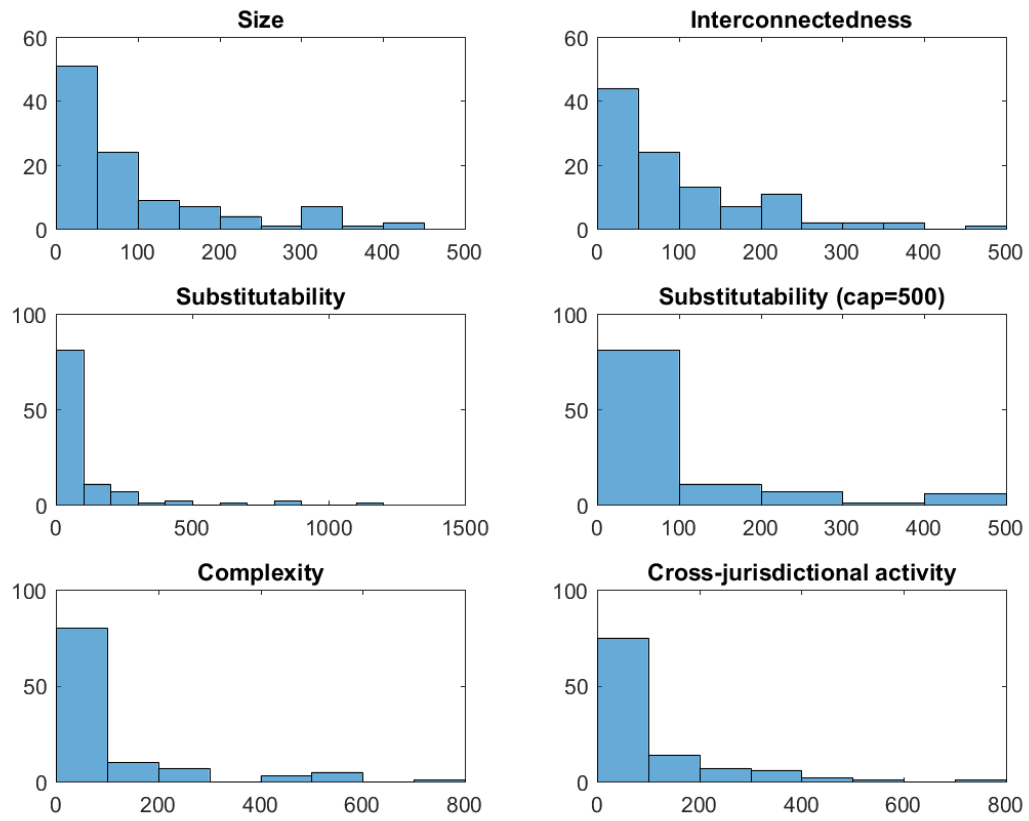 Size
60
40
20
0
0 100 200 300 400 500
Interconnectedness
60
40
20
0
0 100 200 300 400 500
Substitutability
100
50
0
0 500 1000 1500
Substitutability (cap=500)
100
50
0
0 100 200 300 400 500
Complexity
100
50
0
0 200 400 600 800
Cross-jurisdictional activity
100
50
0
0 200 400 600 800